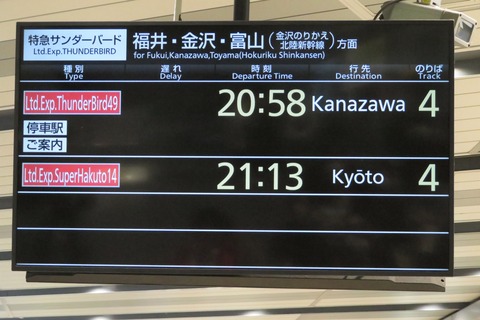 特急サンダーバード
Ltd.Exp.THUNDERBIRD
福井・金沢・富山(金沢のりかえ 北陸新幹線)方面
for Fukui,Kanazawa,Toyama(Hokuriku Shinkansen)
種別 遅れ 時刻 行先 のりば
Type Delay Departure Time Destination Track
Ltd.Exp.ThunderBird49 20:58 Kanazawa 4
停車駅
ご案内
Ltd.Exp.SuperHakuto14 21:13 Kyōto 4